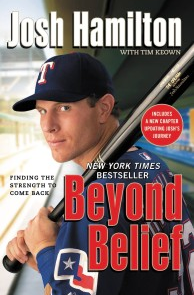 Josh Hamilton
WITH TIM KEOWN
INCLUDES
A NEW CHAPTER
UPDATING JOSH'S
JOURNEY
FINDING THE
STRENGTH TO
COME BACK
NEW YORK TIMES
BESTSELLER
Beyond
Belief
T